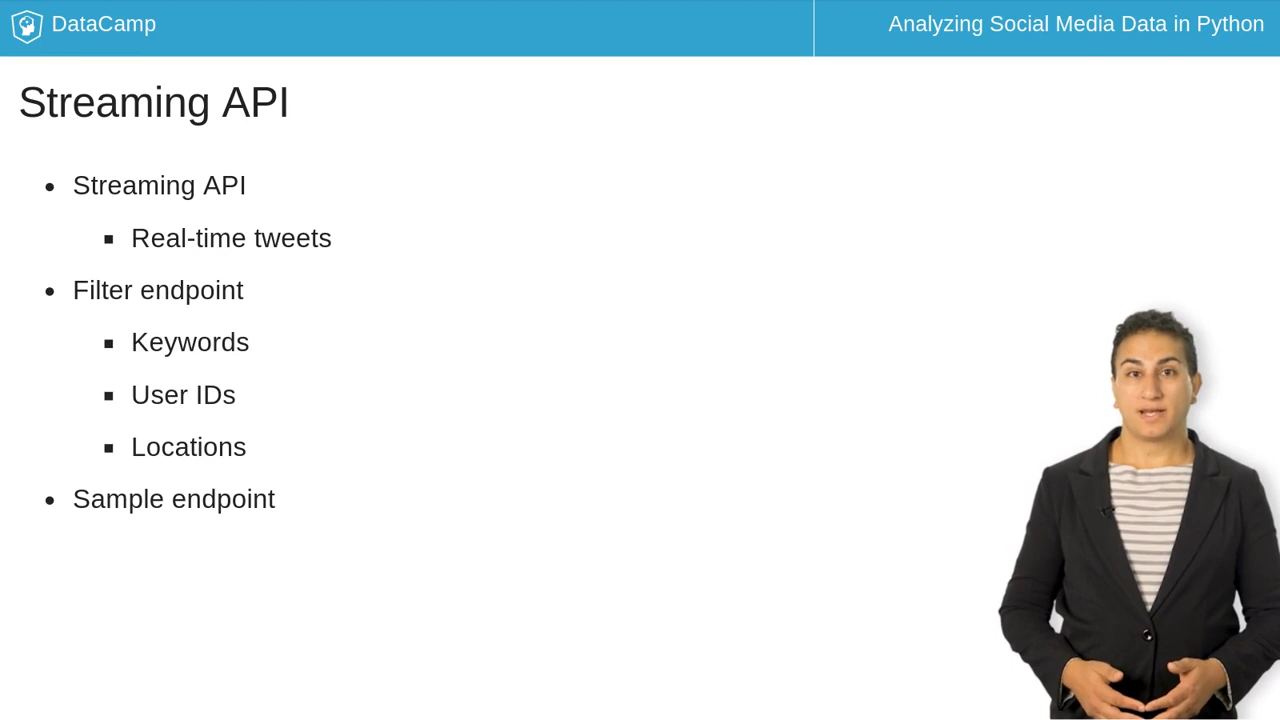 DataCamp
Analyzing Social Media Data in Python
Streaming API
Streaming API
Real-time tweets
Filter endpoint
Keywords
User IDs
Locations
Sample endpoint